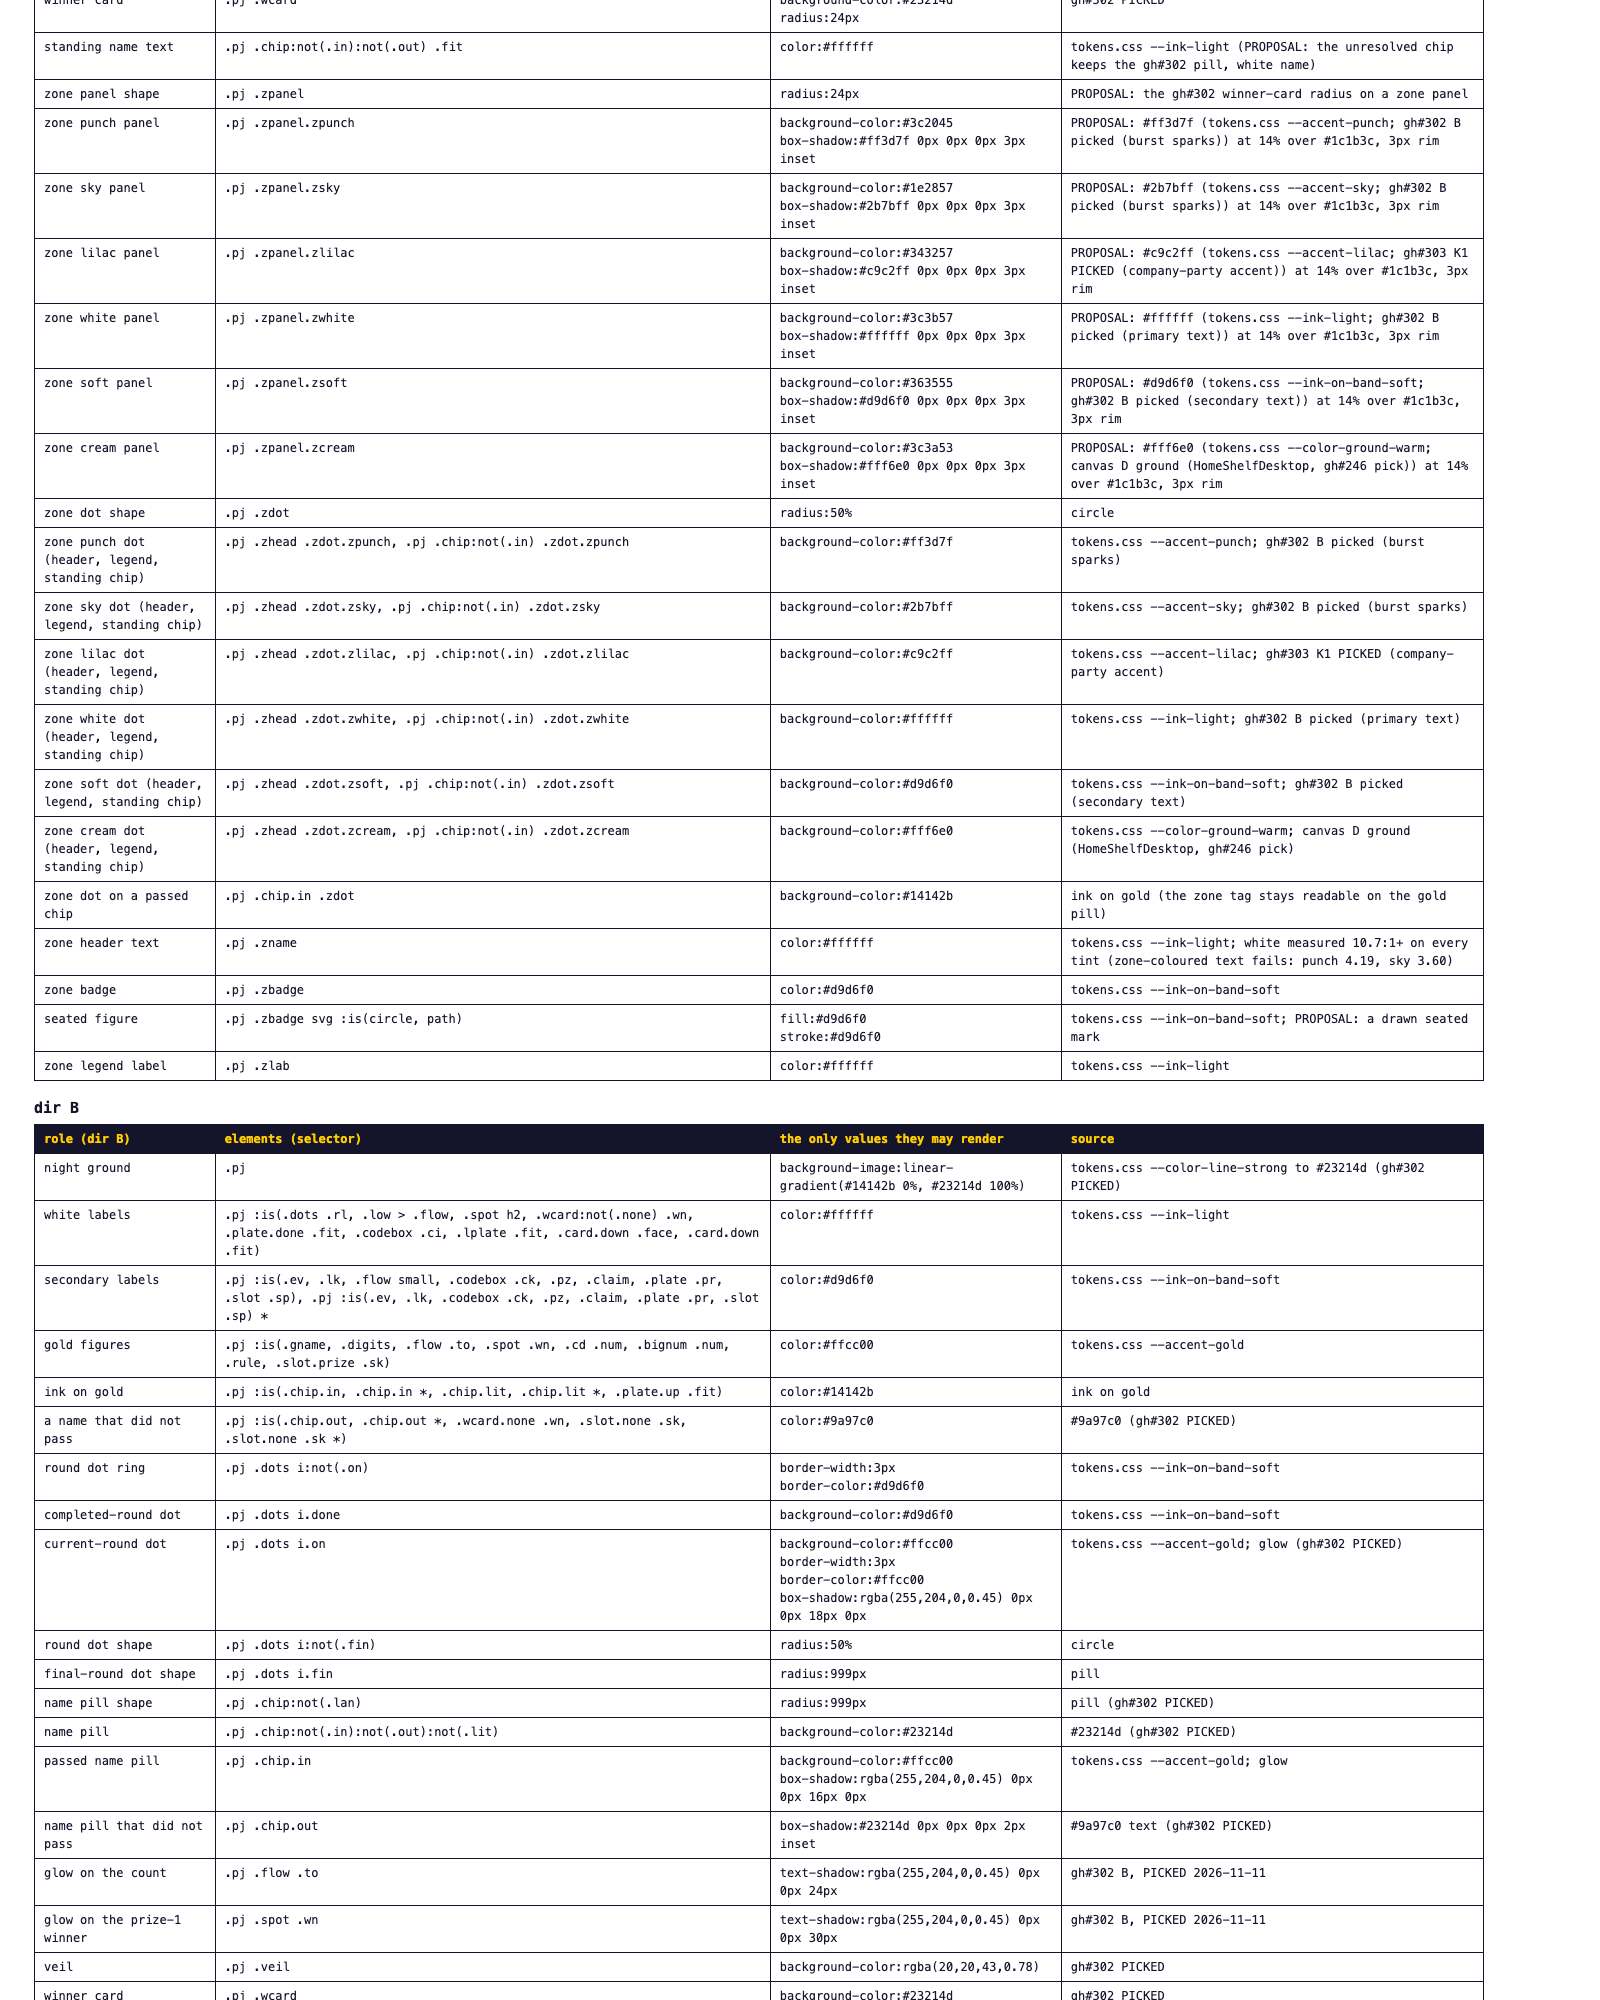 winner card .pj .wcard background-color:#23214d gh#302 PICKED
radius:24px
standing name text .pj .chip:not(.in):not(.out) .fit color:#ffffff tokens.css --ink-light (PROPOSAL: the unresolved chip
keeps the gh#302 pill, white name)
zone panel shape .pj .zpanel radius:24px PROPOSAL: the gh#302 winner-card radius on a zone panel
zone punch panel .pj .zpanel.zpunch background-color:#3c2045 PROPOSAL: #ff3d7f (tokens.css --accent-punch; gh#302 B
box-shadow:#ff3d7f 0px 0px 0px 3px picked (burst sparks)) at 14% over #1c1b3c, 3px rim
inset
zone sky panel .pj .zpanel.zsky background-color:#1e2857 PROPOSAL: #2b7bff (tokens.css --accent-sky; gh#302 B
box-shadow:#2b7bff 0px 0px 0px 3px picked (burst sparks)) at 14% over #1c1b3c, 3px rim
inset
zone lilac panel .pj .zpanel.zlilac background-color:#343257 PROPOSAL: #c9c2ff (tokens.css --accent-lilac; gh#303 K1
box-shadow:#c9c2ff 0px 0px 0px 3px PICKED (company-party accent)) at 14% over #1c1b3c, 3px
inset rim
zone white panel .pj .zpanel.zwhite background-color:#3c3b57 PROPOSAL: #ffffff (tokens.css --ink-light; gh#302 B
box-shadow:#ffffff 0px 0px 0px 3px picked (primary text)) at 14% over #1c1b3c, 3px rim
inset
zone soft panel .pj .zpanel.zsoft background-color:#363555 PROPOSAL: #d9d6f0 (tokens.css --ink-on-band-soft;
box-shadow:#d9d6f0 0px 0px 0px 3px gh#302 B picked (secondary text)) at 14% over #1c1b3c,
inset 3px rim
zone cream panel .pj .zpanel.zcream background-color:#3c3a53 PROPOSAL: #fff6e0 (tokens.css --color-ground-warm;
box-shadow:#fff6e0 0px 0px 0px 3px canvas D ground (HomeShelfDesktop, gh#246 pick)) at 14%
inset over #1c1b3c, 3px rim
zone dot shape .pj .zdot radius:50% circle
zone punch dot .pj .zhead .zdot.zpunch, .pj .chip:not(.in) .zdot.zpunch background-color:#ff3d7f tokens.css --accent-punch; gh#302 B picked (burst
(header, legend, sparks)
standing chip)
zone sky dot (header, .pj .zhead .zdot.zsky, .pj .chip:not(.in) .zdot.zsky background-color:#2b7bff tokens.css --accent-sky; gh#302 B picked (burst sparks)
legend, standing chip)
zone lilac dot .pj .zhead .zdot.zlilac, .pj .chip:not(.in) .zdot.zlilac background-color:#c9c2ff tokens.css --accent-lilac; gh#303 K1 PICKED (company-
(header, legend, party accent)
standing chip)
zone white dot .pj .zhead .zdot.zwhite, .pj .chip:not(.in) .zdot.zwhite background-color:#ffffff tokens.css --ink-light; gh#302 B picked (primary text)
(header, legend,
standing chip)
zone soft dot (header, .pj .zhead .zdot.zsoft, .pj .chip:not(.in) .zdot.zsoft background-color:#d9d6f0 tokens.css --ink-on-band-soft; gh#302 B picked
legend, standing chip) (secondary text)
zone cream dot .pj .zhead .zdot.zcream, .pj .chip:not(.in) .zdot.zcream background-color:#fff6e0 tokens.css --color-ground-warm; canvas D ground
(header, legend, (HomeShelfDesktop, gh#246 pick)
standing chip)
zone dot on a passed .pj .chip.in .zdot background-color:#14142b ink on gold (the zone tag stays readable on the gold
chip pill)
zone header text .pj .zname color:#ffffff tokens.css --ink-light; white measured 10.7:1+ on every
tint (zone-coloured text fails: punch 4.19, sky 3.60)
zone badge .pj .zbadge color:#d9d6f0 tokens.css --ink-on-band-soft
seated figure .pj .zbadge svg :is(circle, path) fill:#d9d6f0 tokens.css --ink-on-band-soft; PROPOSAL: a drawn seated
stroke:#d9d6f0 mark
zone legend label .pj .zlab color:#ffffff tokens.css --ink-light
dir B
role (dir B) elements (selector) the only values they may render source
night ground .pj background-image:linear- tokens.css --color-line-strong to #23214d (gh#302
gradient(#14142b 0%, #23214d 100%) PICKED)
white labels .pj :is(.dots .rl, .low > .flow, .spot h2, .wcard:not(.none) .wn, color:#ffffff tokens.css --ink-light
.plate.done .fit, .codebox .ci, .lplate .fit, .card.down .face, .card.down
.fit)
secondary labels .pj :is(.ev, .lk, .flow small, .codebox .ck, .pz, .claim, .plate .pr, color:#d9d6f0 tokens.css --ink-on-band-soft
.slot .sp), .pj :is(.ev, .lk, .codebox .ck, .pz, .claim, .plate .pr, .slot
.sp) *
gold figures .pj :is(.gname, .digits, .flow .to, .spot .wn, .cd .num, .bignum .num, color:#ffcc00 tokens.css --accent-gold
.rule, .slot.prize .sk)
ink on gold .pj :is(.chip.in, .chip.in *, .chip.lit, .chip.lit *, .plate.up .fit) color:#14142b ink on gold
a name that did not .pj :is(.chip.out, .chip.out *, .wcard.none .wn, .slot.none .sk, color:#9a97c0 #9a97c0 (gh#302 PICKED)
pass .slot.none .sk *)
round dot ring .pj .dots i:not(.on) border-width:3px tokens.css --ink-on-band-soft
border-color:#d9d6f0
completed-round dot .pj .dots i.done background-color:#d9d6f0 tokens.css --ink-on-band-soft
current-round dot .pj .dots i.on background-color:#ffcc00 tokens.css --accent-gold; glow (gh#302 PICKED)
border-width:3px
border-color:#ffcc00
box-shadow:rgba(255,204,0,0.45) 0px
0px 18px 0px
round dot shape .pj .dots i:not(.fin) radius:50% circle
final-round dot shape .pj .dots i.fin radius:999px pill
name pill shape .pj .chip:not(.lan) radius:999px pill (gh#302 PICKED)
name pill .pj .chip:not(.in):not(.out):not(.lit) background-color:#23214d #23214d (gh#302 PICKED)
passed name pill .pj .chip.in background-color:#ffcc00 tokens.css --accent-gold; glow
box-shadow:rgba(255,204,0,0.45) 0px
0px 16px 0px
name pill that did not .pj .chip.out box-shadow:#23214d 0px 0px 0px 2px #9a97c0 text (gh#302 PICKED)
pass inset
glow on the count .pj .flow .to text-shadow:rgba(255,204,0,0.45) 0px gh#302 B, PICKED 2026-11-11
0px 24px
glow on the prize-1 .pj .spot .wn text-shadow:rgba(255,204,0,0.45) 0px gh#302 B, PICKED 2026-11-11
winner 0px 30px
veil .pj .veil background-color:rgba(20,20,43,0.78) gh#302 PICKED
winner card .pj .wcard background-color:#23214d gh#302 PICKED